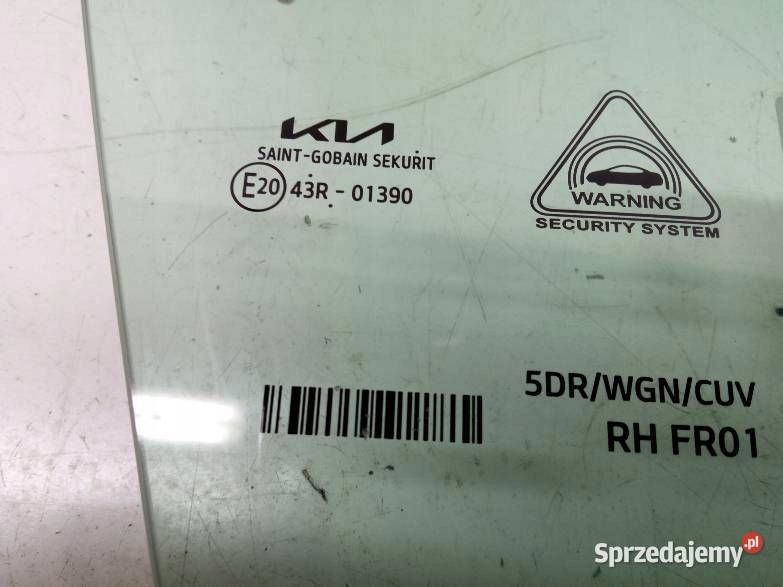 KIA
SAINT-GOBAIN SEKURIT
E20 43R - 01390
WARNING
SECURITY SYSTEM
5DR/WGN/CUV
RH FR01
Sprzedajemy.pl